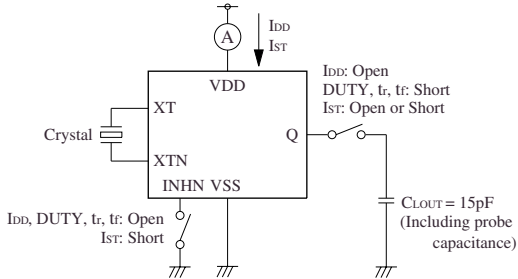 IDD
A
IST
VDD
IDD: Open
DUTY, tr, tf: Short
IST: Open or Short
XT
Q
Crystal
XTN
INHN VSS
IDD, DUTY, tr, tf: Open
IST: Short
CLOUT = 15pF
(Including probe
capacitance)